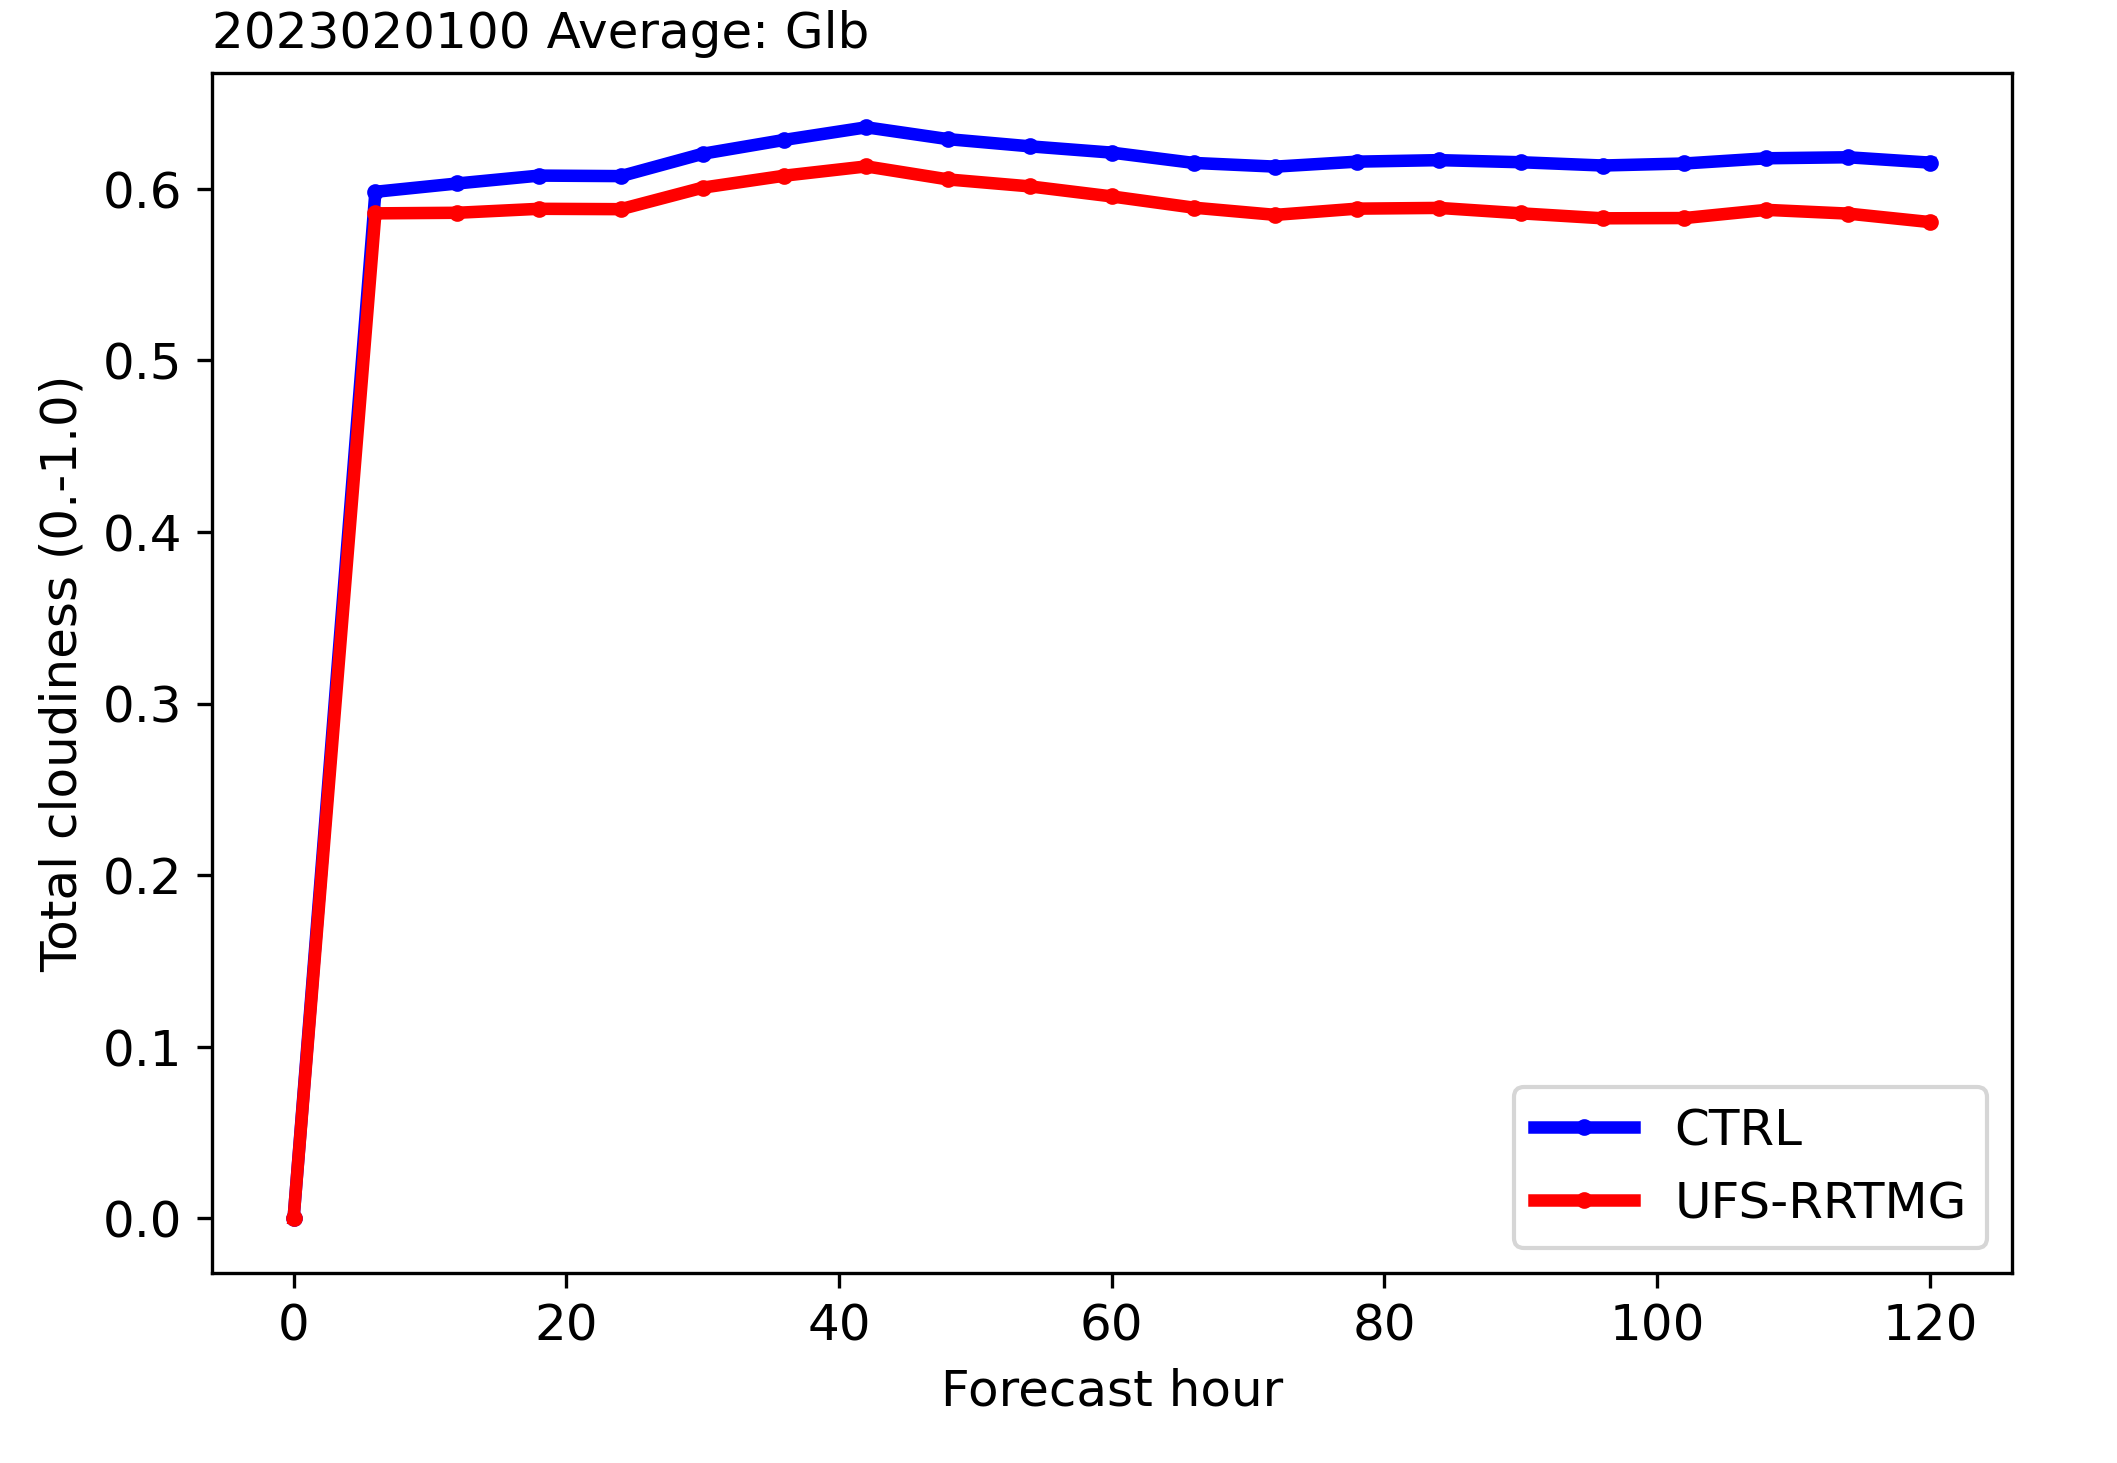 2023020100 Average: Glb
Total cloudiness (0.-1.0)
0.6
0.5
0.4
0.3
0.2
0.1
0.0
0 20 40 60 80 100 120
Forecast hour
CTRL
UFS-RRTMG